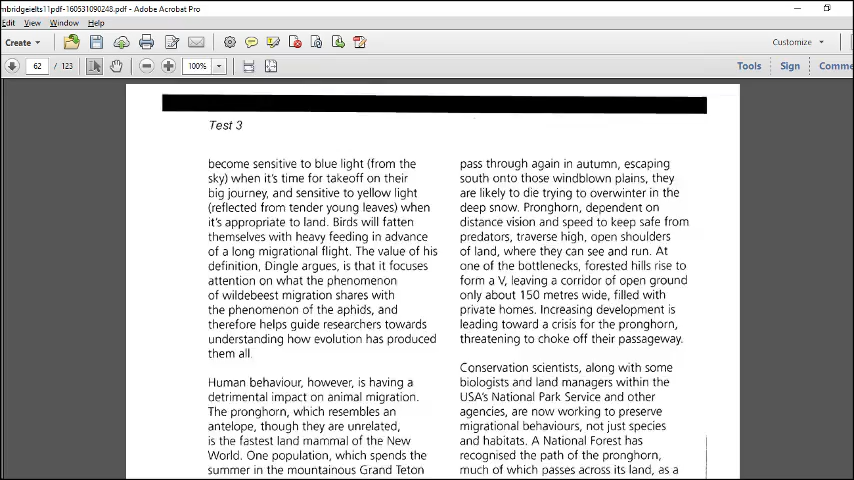 mbridgeielts11pdf-160531090248.pdf - Adobe Acrobat Pro
Edit View Window Help
Create Customize
62 / 123 100% Tools Sign Comme
Test 3
become sensitive to blue light (from the
sky) when it's time for takeoff on their
big journey, and sensitive to yellow light
(reflected from tender young leaves) when
it's appropriate to land. Birds will fatten
themselves with heavy feeding in advance
of a long migrational flight. The value of his
definition, Dingle argues, is that it focuses
attention on what the phenomenon
of wildebeest migration shares with
the phenomenon of the aphids, and
therefore helps guide researchers towards
understanding how evolution has produced
them all.
Human behaviour, however, is having a
detrimental impact on animal migration.
The pronghorn, which resembles an
antelope, though they are unrelated,
is the fastest land mammal of the New
World. One population, which spends the
summer in the mountainous Grand Teton
pass through again in autumn, escaping
south onto those windblown plains, they
are likely to die trying to overwinter in the
deep snow. Pronghorn, dependent on
distance vision and speed to keep safe from
predators, traverse high, open shoulders
of land, where they can see and run. At
one of the bottlenecks, forested hills rise to
form a V, leaving a corridor of open ground
only about 150 metres wide, filled with
private homes. Increasing development is
leading toward a crisis for the pronghorn,
threatening to choke off their passageway.
Conservation scientists, along with some
biologists and land managers within the
USA's National Park Service and other
agencies, are now working to preserve
migrational behaviours, not just species
and habitats. A National Forest has
recognised the path of the pronghorn,
much of which passes across its land, as a